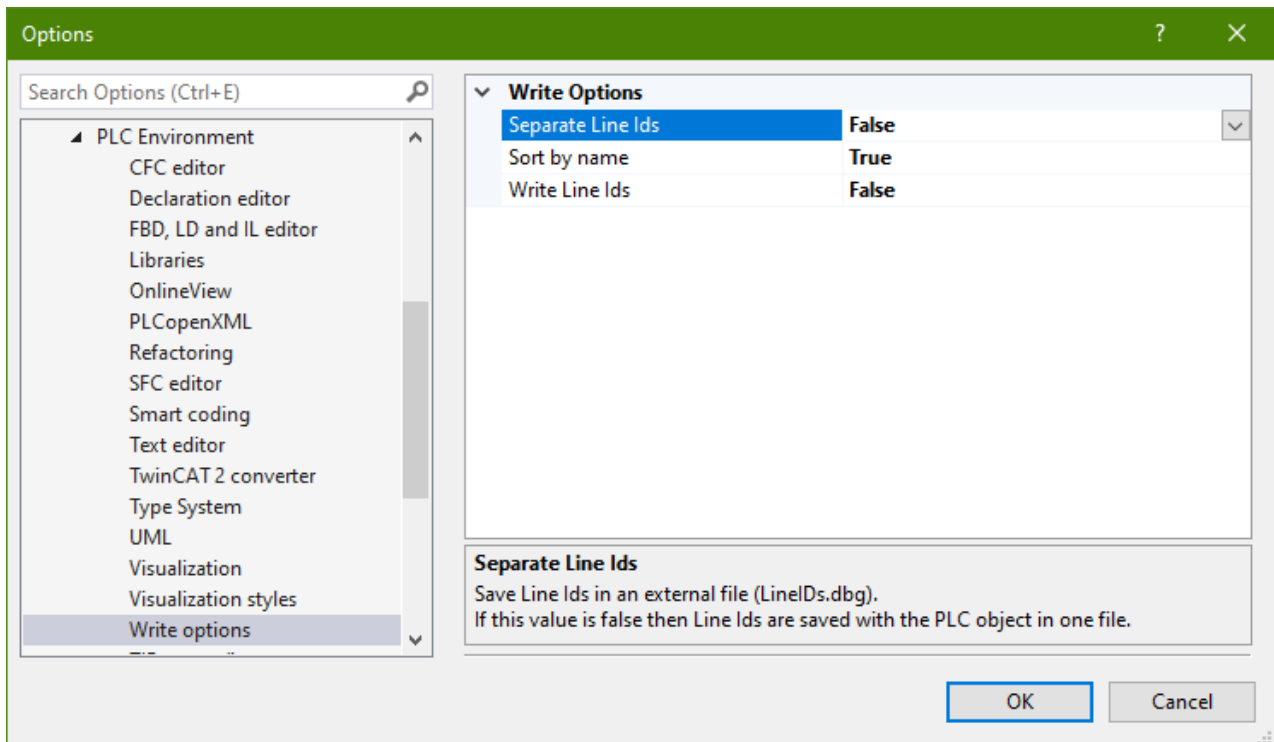 Options
Search Options (Ctrl+E)
PLC Environment
CFC editor
Declaration editor
FBD, LD and IL editor
Libraries
OnlineView
PLCopenXML
Refactoring
SFC editor
Smart coding
Text editor
TwinCAT 2 converter
Type System
UML
Visualization
Visualization styles
Write options
Write Options
Separate Line Ids False
Sort by name True
Write Line Ids False
Separate Line Ids
Save Line Ids in an external file (LineIDs.dbg).
If this value is false then Line Ids are saved with the PLC object in one file.
OK Cancel